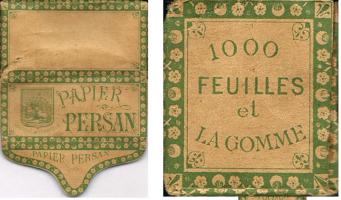 PAPIER
PERSAN
PAPIER PERSAN
1000
FEUILLES
et
LA GOMME